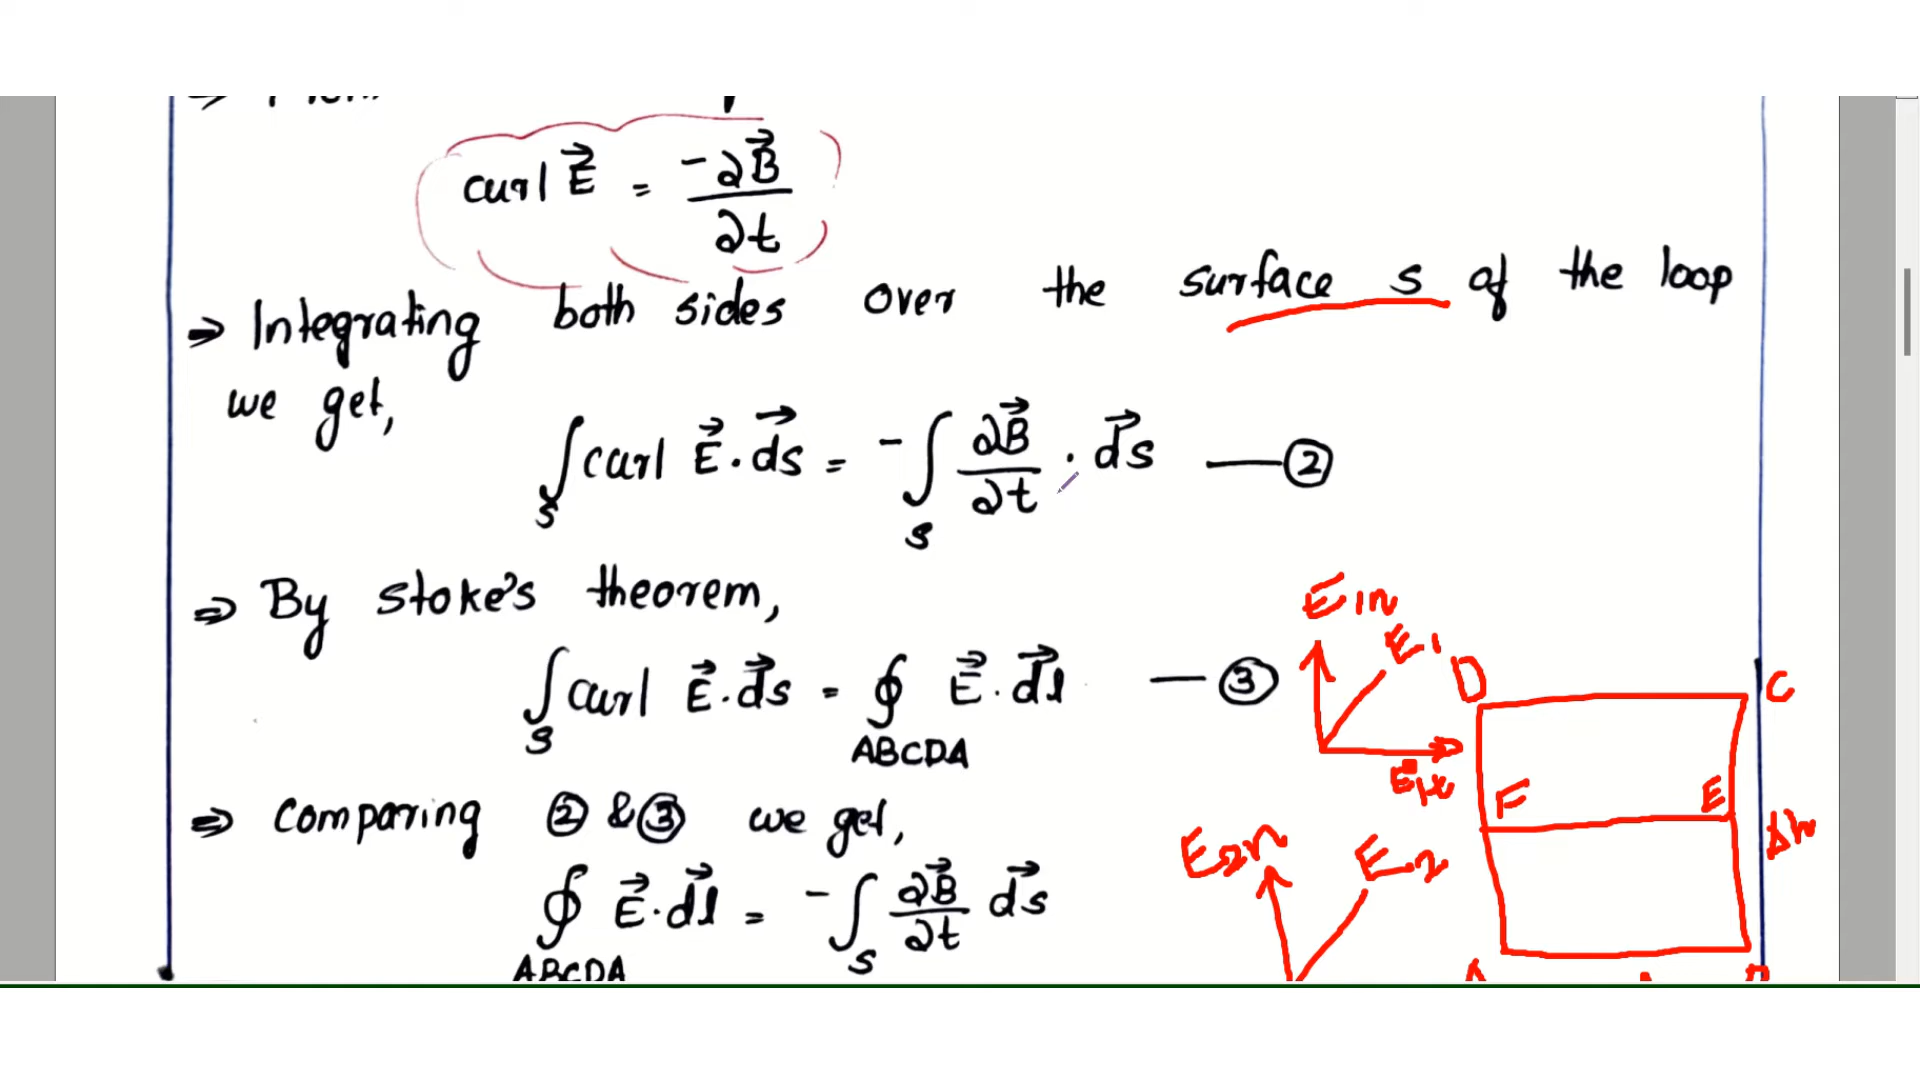 curl E⃗ = -∂B⃗/∂t
⇒ Integrating both sides over the surface s of the loop
we get,
∫s curl E⃗ . ds⃗ = -∫s ∂B⃗/∂t . ds⃗ — ②
⇒ By stoke's theorem,
∫s curl E⃗ . ds⃗ = ∮ABCDA E⃗ . dl⃗ — ③
⇒ comparing ② & ③ we get,
∮ABCDA E⃗ . dl⃗ = -∫s ∂B⃗/∂t ds⃗
E1n
E1
D
C
E1t
F
E
Δh
E2n
E2